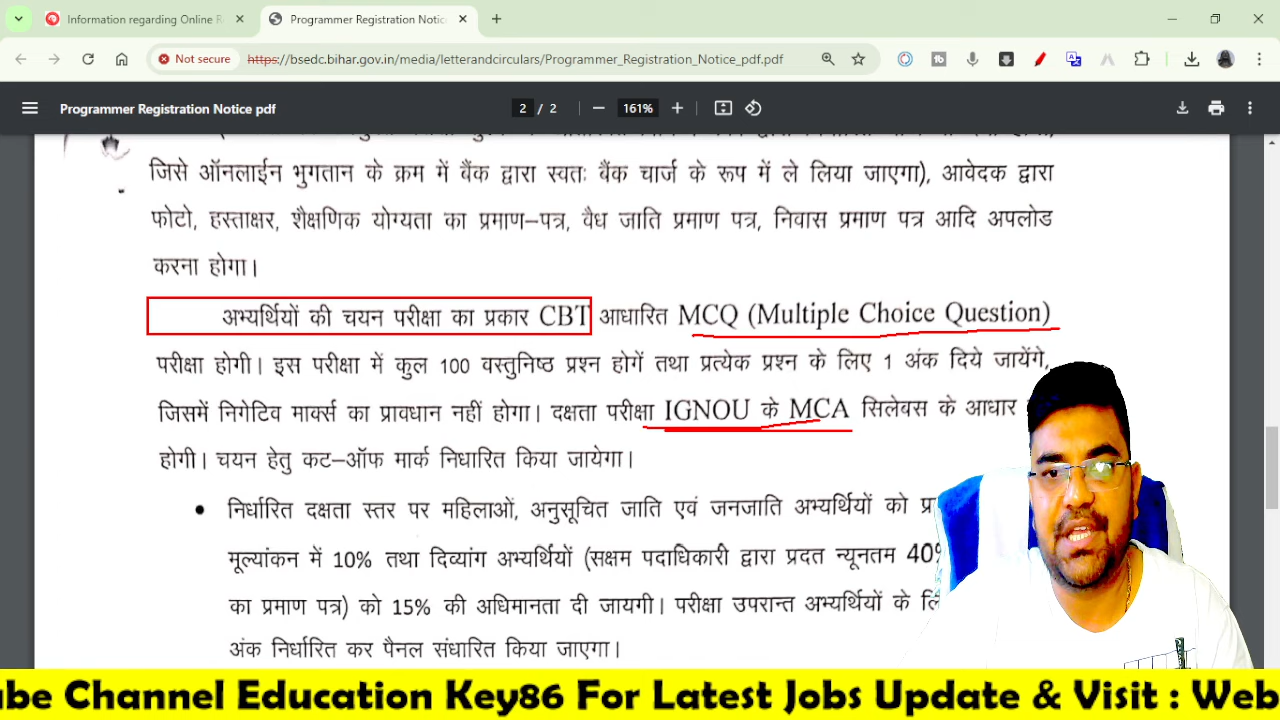 Information regarding Online R
Programmer Registration Notic
Not secure
https://bsedc.bihar.gov.in/media/letterandcirculars/Programmer_Registration_Notice_pdf.pdf
Programmer Registration Notice pdf
2 / 2
161%
जिसे ऑनलाईन भुगतान के क्रम में बैंक द्वारा स्वतः बैंक चार्ज के रूप में ले लिया जाएगा), आवेदक द्वारा
फोटो, हस्ताक्षर, शैक्षणिक योग्यता का प्रमाण–पत्र, वैध जाति प्रमाण पत्र, निवास प्रमाण पत्र आदि अपलोड
करना होगा।
अभ्यर्थियों की चयन परीक्षा का प्रकार CBT आधारित MCQ (Multiple Choice Question)
परीक्षा होगी। इस परीक्षा में कुल 100 वस्तुनिष्ठ प्रश्न होगें तथा प्रत्येक प्रश्न के लिए 1 अंक दिये जायेंगे,
जिसमें निगेटिव मार्क्स का प्रावधान नहीं होगा। दक्षता परीक्षा IGNOU के MCA सिलेबस के आधार
होगी। चयन हेतु कट–ऑफ मार्क निधारित किया जायेगा।
• निर्धारित दक्षता स्तर पर महिलाओं, अनुसूचित जाति एवं जनजाति अभ्यर्थियों को
मूल्यांकन में 10% तथा दिव्यांग अभ्यर्थियों (सक्षम पदाधिकारी द्वारा प्रदत न्यूनतम 40%
का प्रमाण पत्र) को 15% की अधिमानता दी जायगी। परीक्षा उपरान्त अभ्यर्थियों के
अंक निर्धारित कर पैनल संधारित किया जाएगा।
ube Channel Education Key86 For Latest Jobs Update & Visit : Web